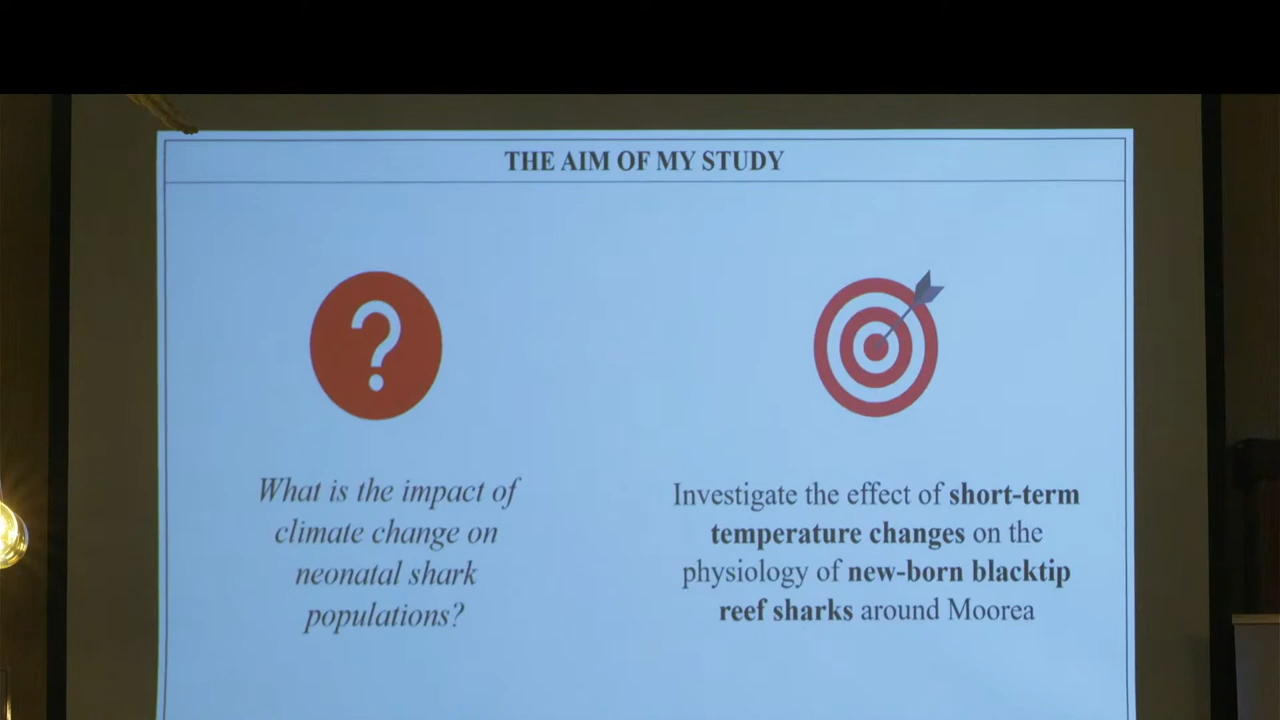 THE AIM OF MY STUDY
What is the impact of
climate change on
neonatal shark
populations?
Investigate the effect of short-term
temperature changes on the
physiology of new-born blacktip
reef sharks around Moorea